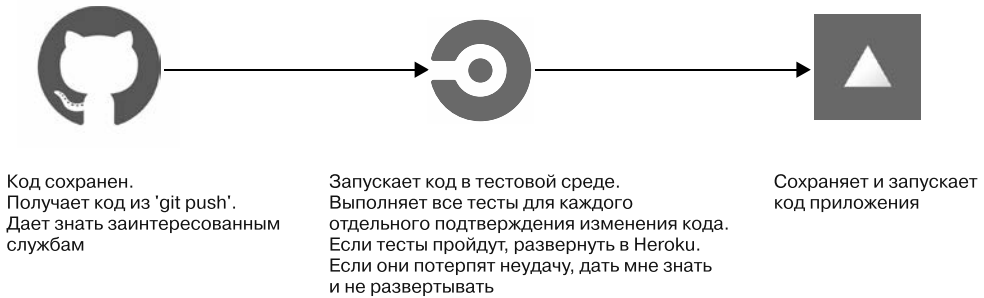 Код сохранен.
Получает код из 'git push'.
Дает знать заинтересованным
службам
Запускает код в тестовой среде.
Выполняет все тесты для каждого
отдельного подтверждения изменения кода.
Если тесты пройдут, развернуть в Heroku.
Если они потерпят неудачу, дать мне знать
и не развертывать
Сохраняет и запускает
код приложения